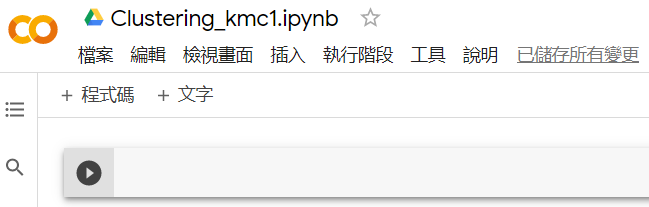 Clustering_kmc1.ipynb
檔案 編輯 檢視畫面 插入 執行階段 工具 說明 已儲存所有變更
+ 程式碼 + 文字